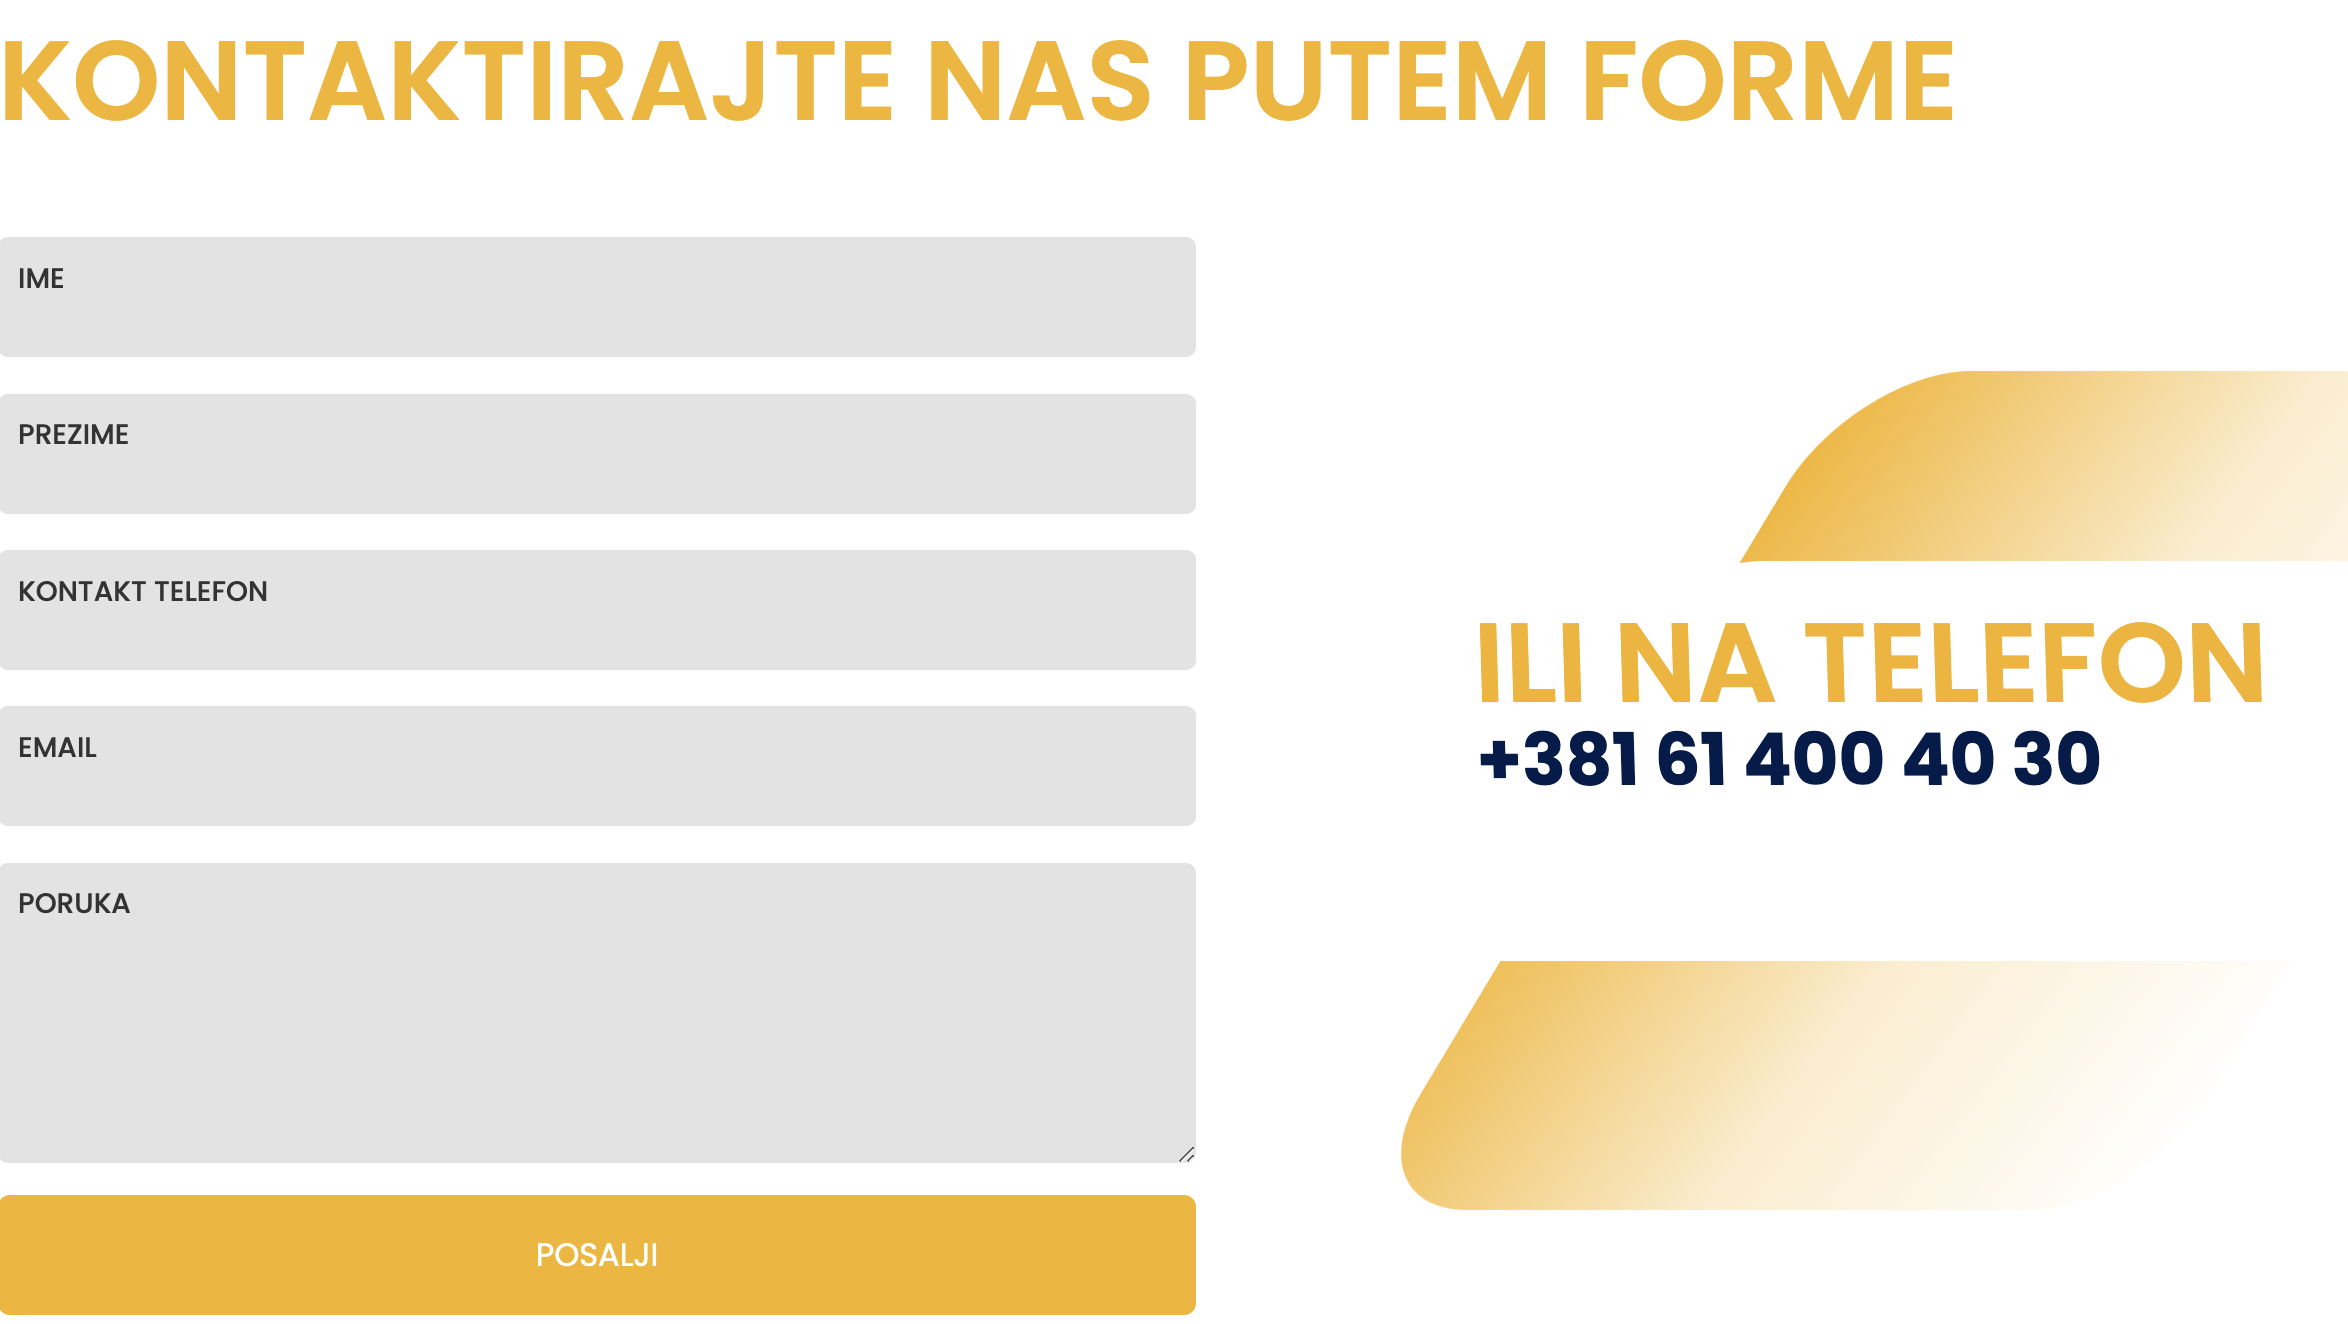 KONTAKTIRAJTE NAS PUTEM FORME
IME
PREZIME
KONTAKT TELEFON
EMAIL
PORUKA
POSALJI
ILI NA TELEFON
+381 61 400 40 30